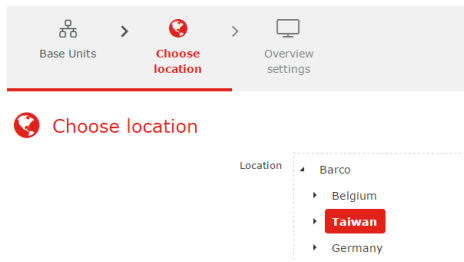 Base Units
Choose
location
Overview
settings
Choose location
Location
Barco
Belgium
Taiwan
Germany